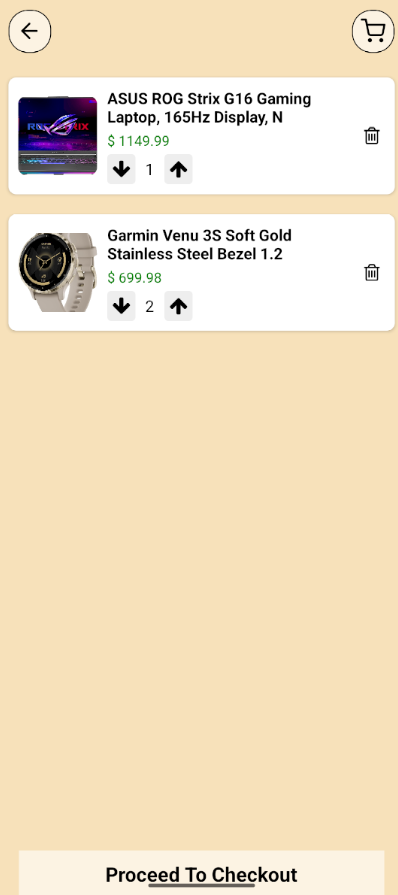 ASUS ROG Strix G16 Gaming
Laptop, 165Hz Display, N
$ 1149.99
1
Garmin Venu 3S Soft Gold
Stainless Steel Bezel 1.2
$ 699.98
2
Proceed To Checkout